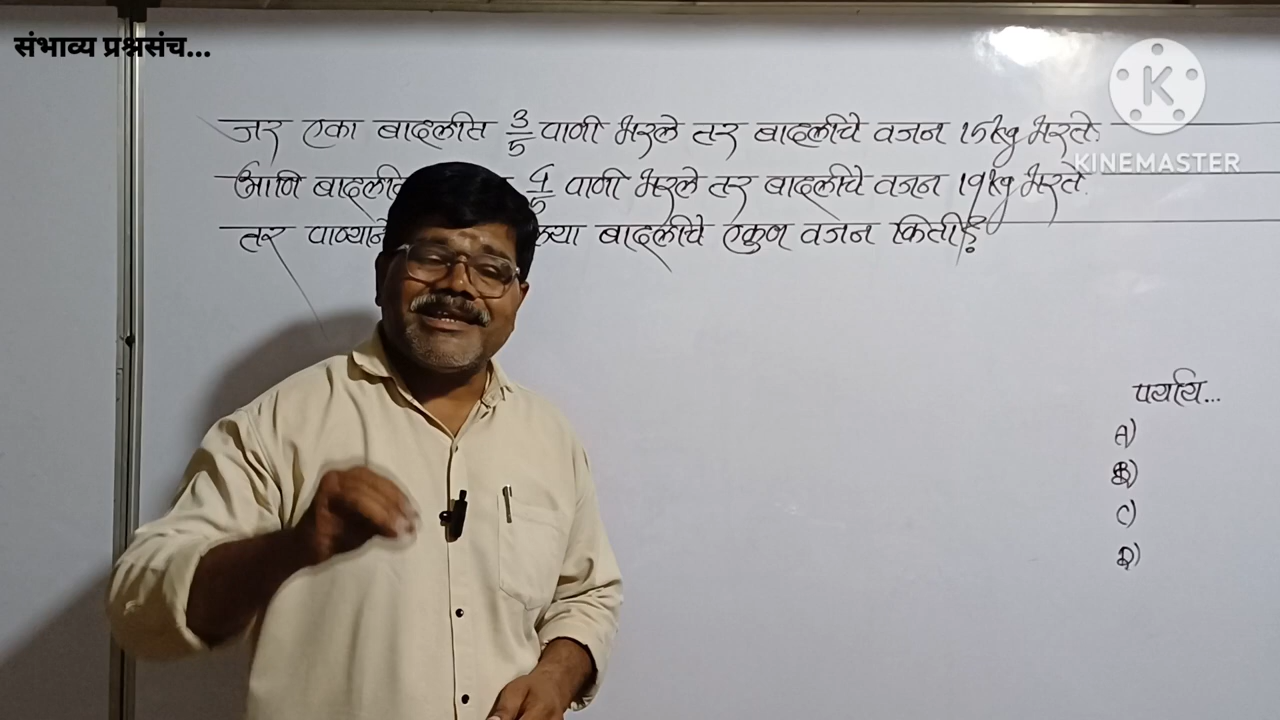 संभाव्य प्रश्नसंच...
KINEMASTER
जर एका बादलीत 3/5 पाणी भरले तर बादलीचे वजन 15kg भरते.
आणि 4/5 पाणी भरले तर बादलीचे वजन 19kg भरते.
तर बादलीचे एकुण वजन किती?
पर्याय...
A)
B)
C)
D)